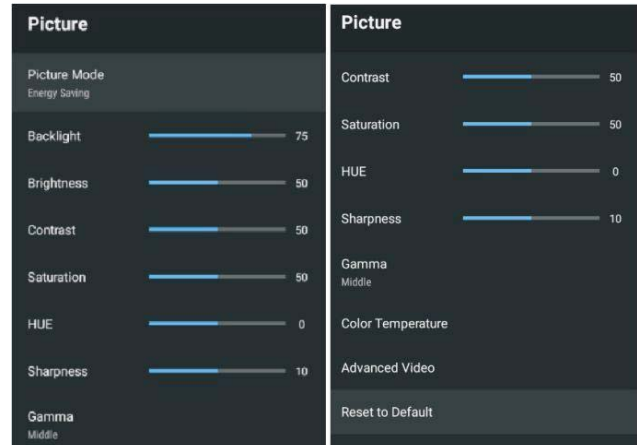 Picture
Picture Mode
Energy Saving
Backlight 75
Brightness 50
Contrast 50
Saturation 50
HUE 0
Sharpness 10
Gamma
Middle
Picture
Contrast 50
Saturation 50
HUE 0
Sharpness 10
Gamma
Middle
Color Temperature
Advanced Video
Reset to Default